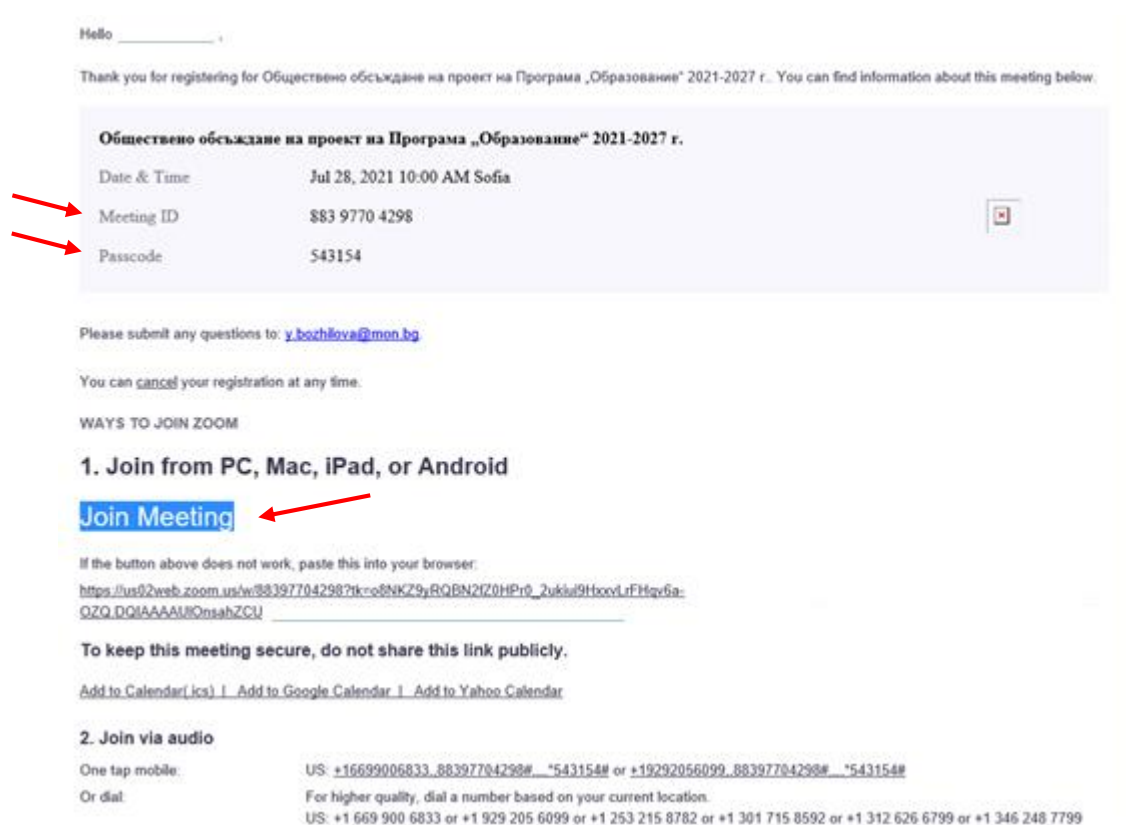 Hello ____________ ,
Thank you for registering for Обществено обсъждане на проект на Програма „Образование“ 2021-2027 г.. You can find information about this meeting below.
Обществено обсъждане на проект на Програма „Образование“ 2021-2027 г.
Date & Time Jul 28, 2021 10:00 AM Sofia
Meeting ID 883 9770 4298
Passcode 543154
Please submit any questions to: y.bozhilova@mon.bg.
You can cancel your registration at any time.
WAYS TO JOIN ZOOM
1. Join from PC, Mac, iPad, or Android
Join Meeting
If the button above does not work, paste this into your browser:
https://us02web.zoom.us/w/88397704298?tk=o8NKZ9yRQBN2fZ0HPr0_2ukiui9HxxvLrFHqv6a-
OZQ.DQIAAAAUlOnsahZCU
To keep this meeting secure, do not share this link publicly.
Add to Calendar(.ics) | Add to Google Calendar | Add to Yahoo Calendar
2. Join via audio
One tap mobile: US: +16699006833,,88397704298#,,,,*543154# or +19292056099,,88397704298#,,,,*543154#
Or dial: For higher quality, dial a number based on your current location.
US: +1 669 900 6833 or +1 929 205 6099 or +1 253 215 8782 or +1 301 715 8592 or +1 312 626 6799 or +1 346 248 7799